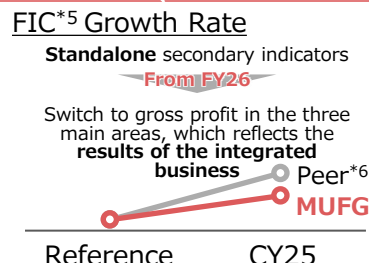 FIC*5 Growth Rate
Standalone secondary indicators
From FY26
Switch to gross profit in the three
main areas, which reflects the
results of the integrated
business
Peer*6
MUFG
Reference CY25